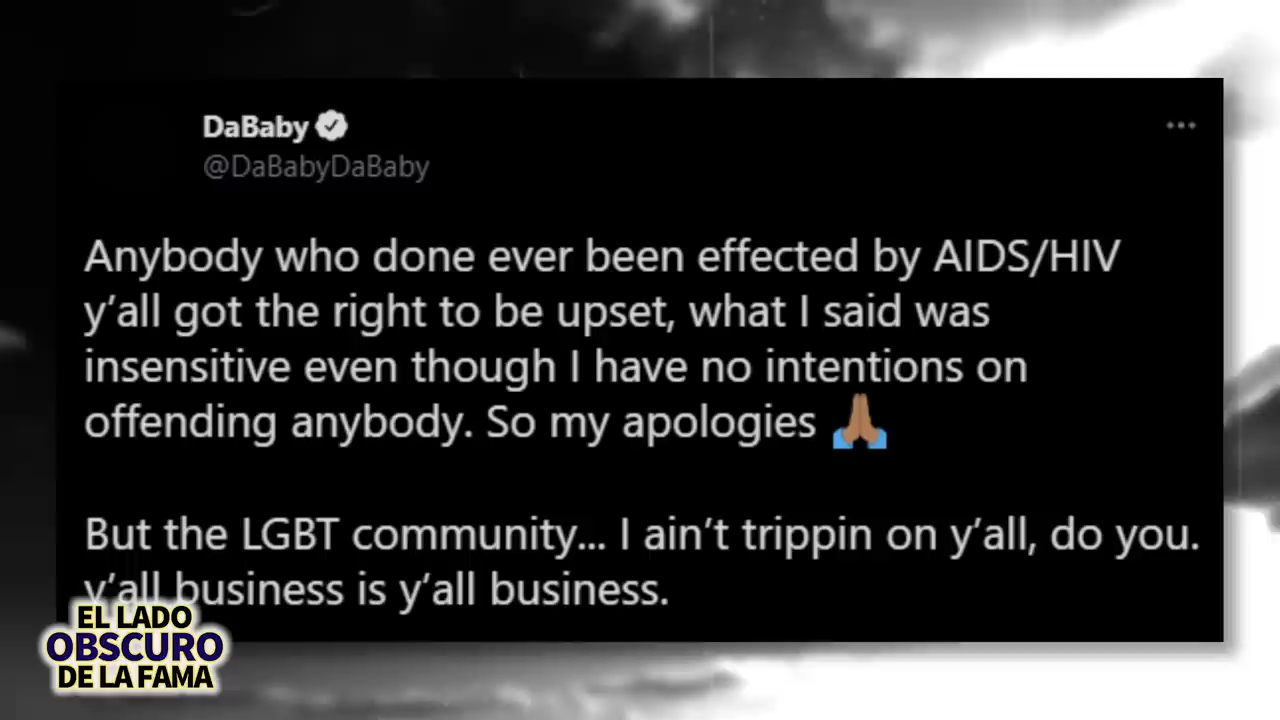 DaBaby
@DaBabyDaBaby
Anybody who done ever been effected by AIDS/HIV
y’all got the right to be upset, what I said was
insensitive even though I have no intentions on
offending anybody. So my apologies 🙏🏽
But the LGBT community... I ain’t trippin on y’all, do you.
y’all business is y’all business.
EL LADO
OBSCURO
DE LA FAMA